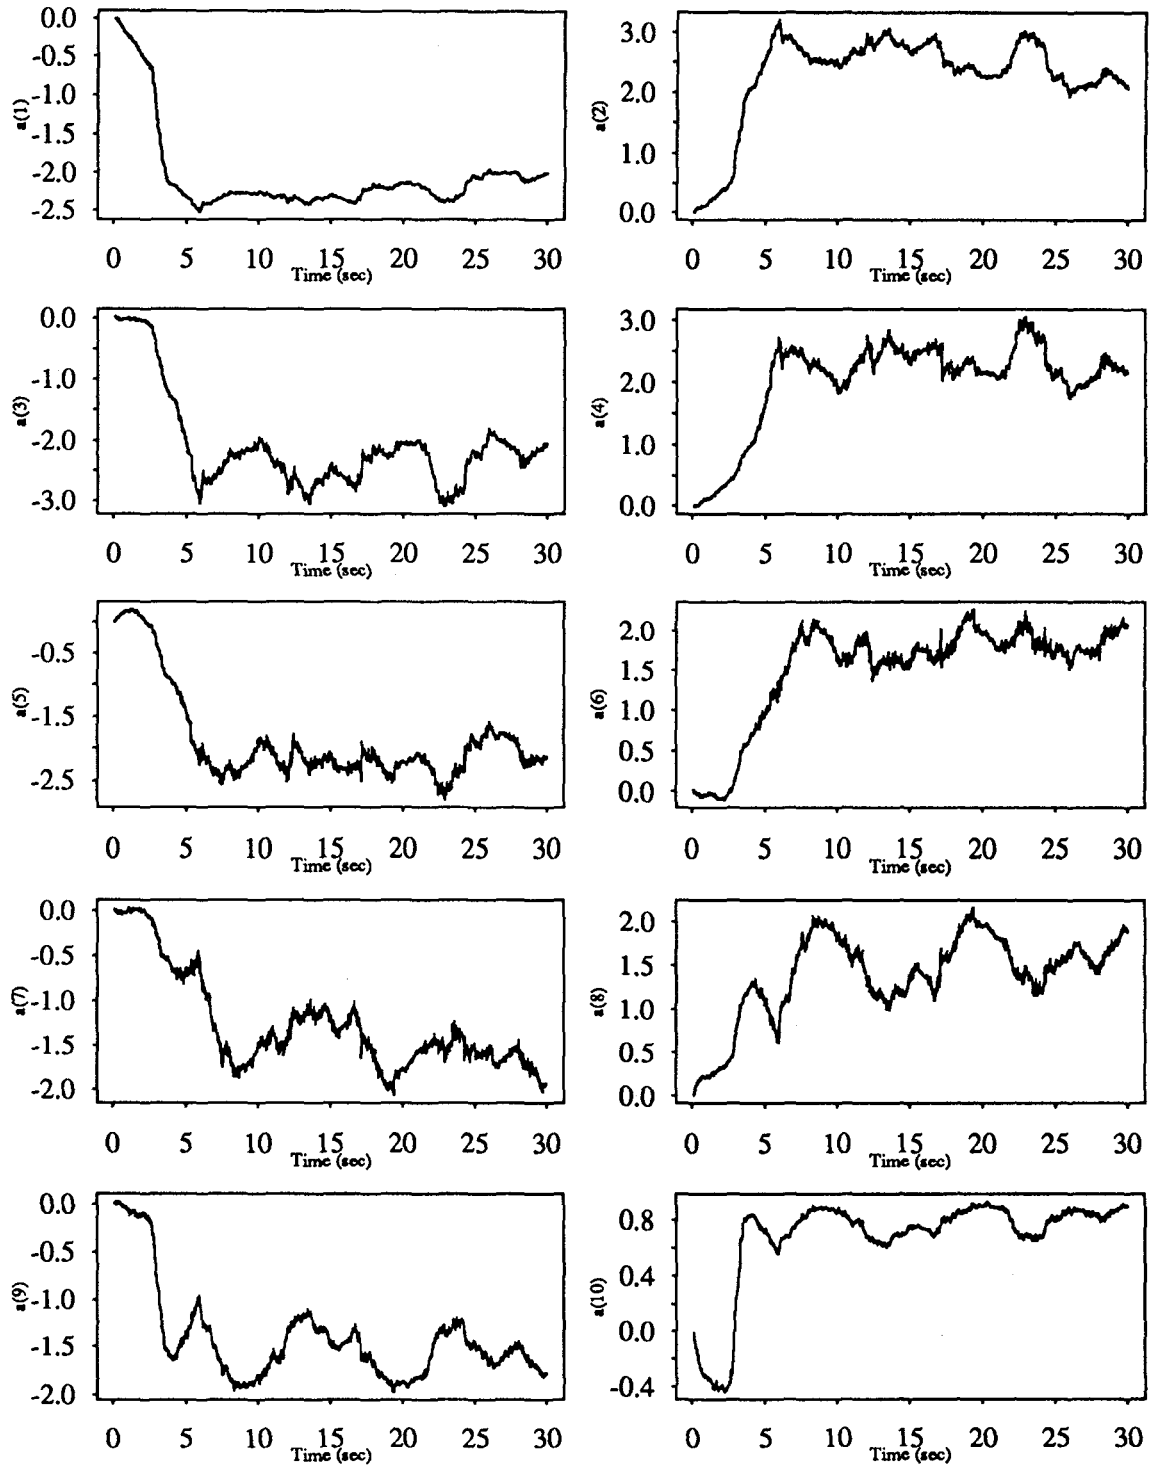 0.0 -0.5 -1.0 -1.5 -2.0 -2.5
a(1)
0 5 10 15 20 25 30
Time (sec)
3.0 2.0 1.0 0.0
a(2)
0 5 10 15 20 25 30
Time (sec)
0.0 -1.0 -2.0 -3.0
a(3)
0 5 10 15 20 25 30
Time (sec)
3.0 2.0 1.0 0.0
a(4)
0 5 10 15 20 25 30
Time (sec)
-0.5 -1.5 -2.5
a(5)
0 5 10 15 20 25 30
Time (sec)
2.0 1.5 1.0 0.5 0.0
a(6)
0 5 10 15 20 25 30
Time (sec)
0.0 -0.5 -1.0 -1.5 -2.0
a(7)
0 5 10 15 20 25 30
Time (sec)
2.0 1.5 1.0 0.5 0.0
a(8)
0 5 10 15 20 25 30
Time (sec)
0.0 -0.5 -1.0 -1.5 -2.0
a(9)
0 5 10 15 20 25 30
Time (sec)
0.8 0.4 0.0 -0.4
a(10)
0 5 10 15 20 25 30
Time (sec)